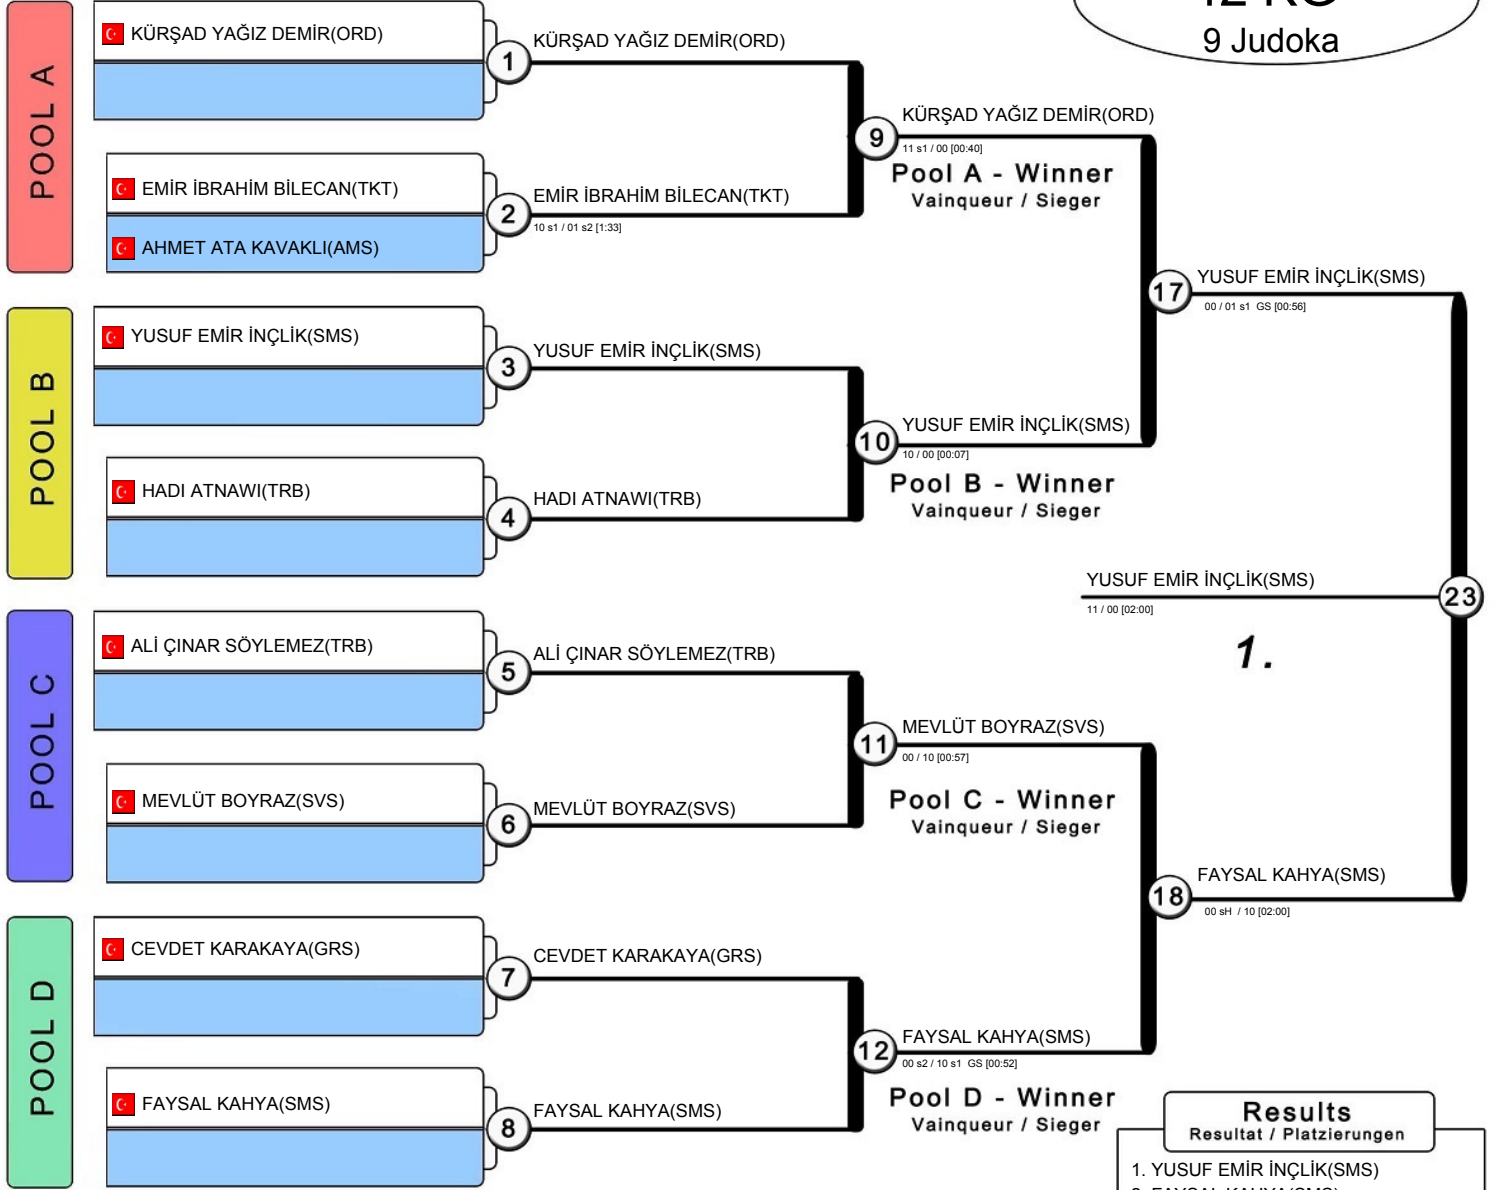 42 KG
9 Judoka
POOL A
KÜRŞAD YAĞIZ DEMİR(ORD)
1
KÜRŞAD YAĞIZ DEMİR(ORD)
EMİR İBRAHİM BİLECAN(TKT)
AHMET ATA KAVAKLI(AMS)
2
EMİR İBRAHİM BİLECAN(TKT)
10 s1 / 01 s2 [1:33]
9
KÜRŞAD YAĞIZ DEMİR(ORD)
11 s1 / 00 [00:40]
Pool A - Winner
Vainqueur / Sieger
POOL B
YUSUF EMİR İNÇLİK(SMS)
3
YUSUF EMİR İNÇLİK(SMS)
HADI ATNAWI(TRB)
4
HADI ATNAWI(TRB)
10
YUSUF EMİR İNÇLİK(SMS)
10 / 00 [00:07]
Pool B - Winner
Vainqueur / Sieger
17
YUSUF EMİR İNÇLİK(SMS)
00 / 01 s1 GS [00:56]
POOL C
ALİ ÇINAR SÖYLEMEZ(TRB)
5
ALİ ÇINAR SÖYLEMEZ(TRB)
MEVLÜT BOYRAZ(SVS)
6
MEVLÜT BOYRAZ(SVS)
11
MEVLÜT BOYRAZ(SVS)
00 / 10 [00:57]
Pool C - Winner
Vainqueur / Sieger
POOL D
CEVDET KARAKAYA(GRS)
7
CEVDET KARAKAYA(GRS)
FAYSAL KAHYA(SMS)
8
FAYSAL KAHYA(SMS)
12
FAYSAL KAHYA(SMS)
00 s2 / 10 s1 GS [00:52]
Pool D - Winner
Vainqueur / Sieger
18
FAYSAL KAHYA(SMS)
00 sH / 10 [02:00]
23
YUSUF EMİR İNÇLİK(SMS)
11 / 00 [02:00]
1.
Results
Resultat / Platzierungen
1. YUSUF EMİR İNÇLİK(SMS)
2. FAYSAL KAHYA(SMS)